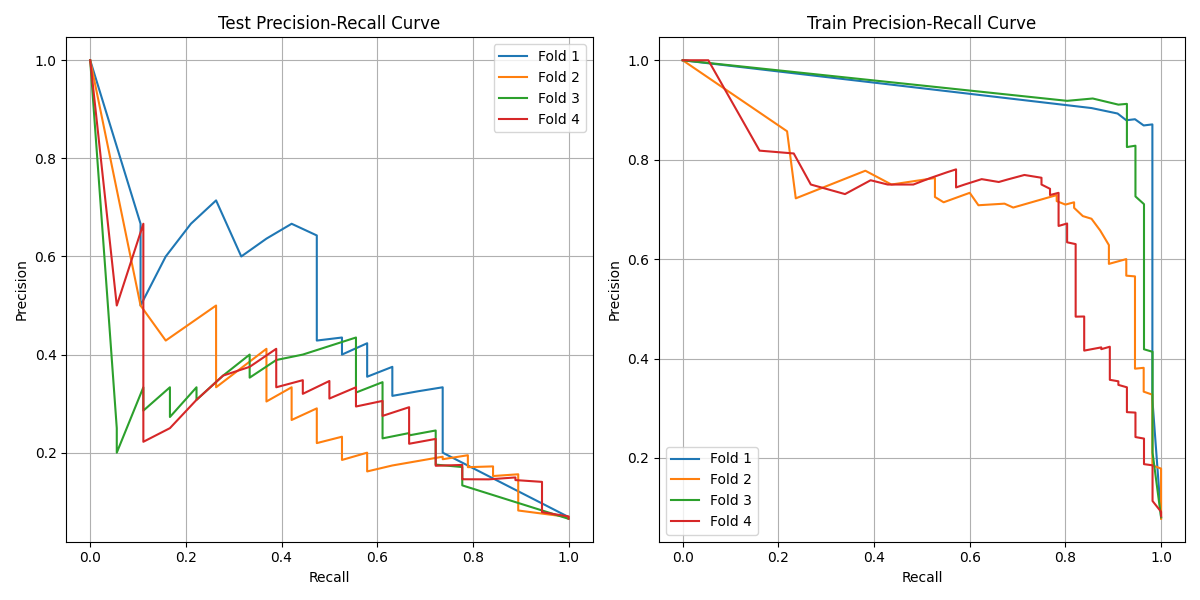 Test Precision-Recall Curve
Precision
1.0
0.8
0.6
0.4
0.2
0.0 0.2 0.4 0.6 0.8 1.0
Recall
Fold 1
Fold 2
Fold 3
Fold 4
Train Precision-Recall Curve
Precision
1.0
0.8
0.6
0.4
0.2
0.0 0.2 0.4 0.6 0.8 1.0
Recall
Fold 1
Fold 2
Fold 3
Fold 4